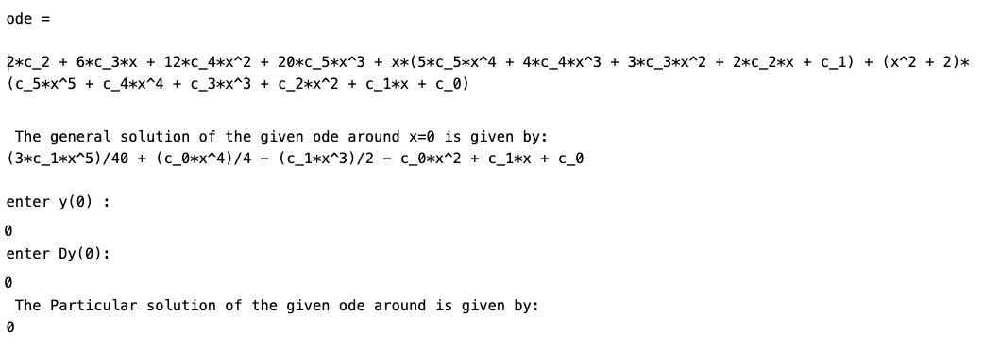 ode =
2*c_2 + 6*c_3*x + 12*c_4*x^2 + 20*c_5*x^3 + x*(5*c_5*x^4 + 4*c_4*x^3 + 3*c_3*x^2 + 2*c_2*x + c_1) + (x^2 + 2)*
(c_5*x^5 + c_4*x^4 + c_3*x^3 + c_2*x^2 + c_1*x + c_0)
The general solution of the given ode around x=0 is given by:
(3*c_1*x^5)/40 + (c_0*x^4)/4 - (c_1*x^3)/2 - c_0*x^2 + c_1*x + c_0
enter y(0) :
0
enter Dy(0):
0
The Particular solution of the given ode around is given by:
0